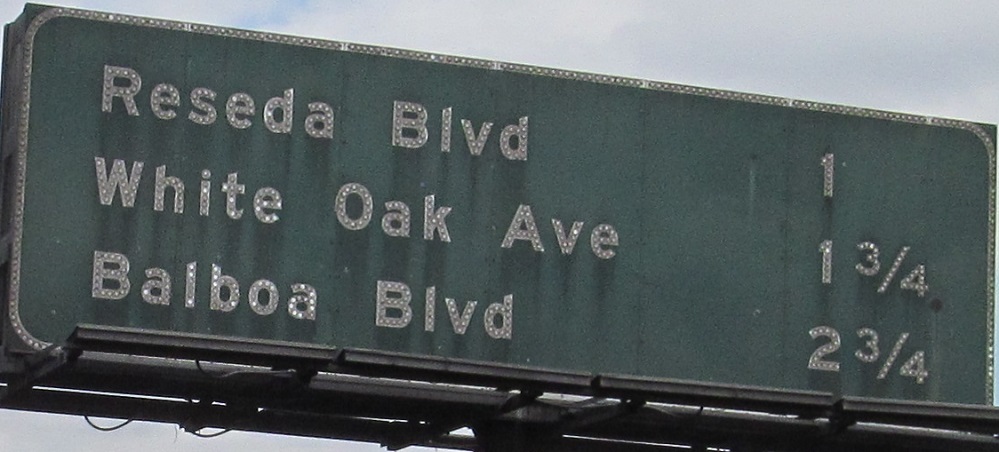 Reseda Blvd 1
White Oak Ave 1 3/4
Balboa Blvd 2 3/4